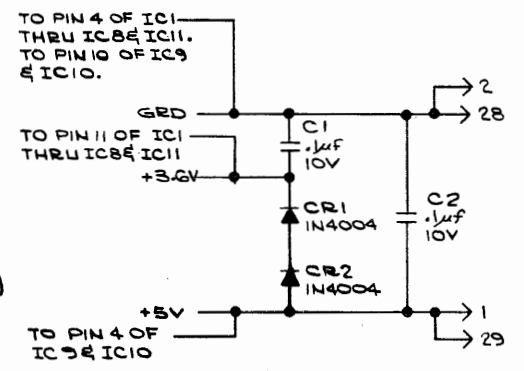 TO PIN 4 OF IC1
THRU IC8 & IC11.
TO PIN 10 OF IC9
& IC10.
2
GRD
28
C1
.1µf
10V
TO PIN 11 OF IC1
THRU IC8 & IC11
+3.6V
CR1
1N4004
C2
.1µf
10V
CR2
1N4004
+5V
1
TO PIN 4 OF
IC9 & IC10
29